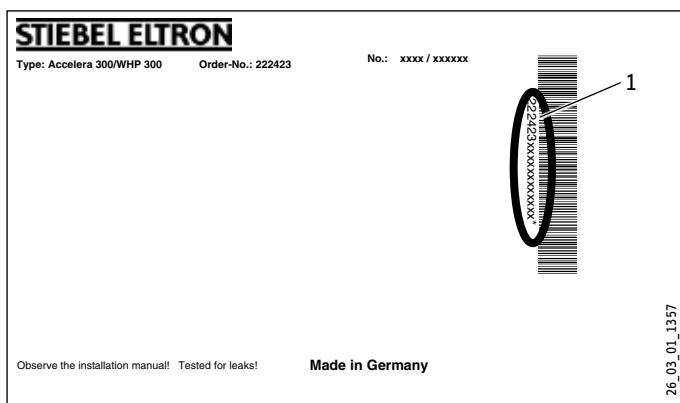 STIEBEL ELTRON
Type: Accelera 300/WHP 300 Order-No.: 222423 No.: xxxx / xxxxxx
1
222423xxxxxxxxxxxxx*
Observe the installation manual! Tested for leaks! Made in Germany
26_03_01_1357